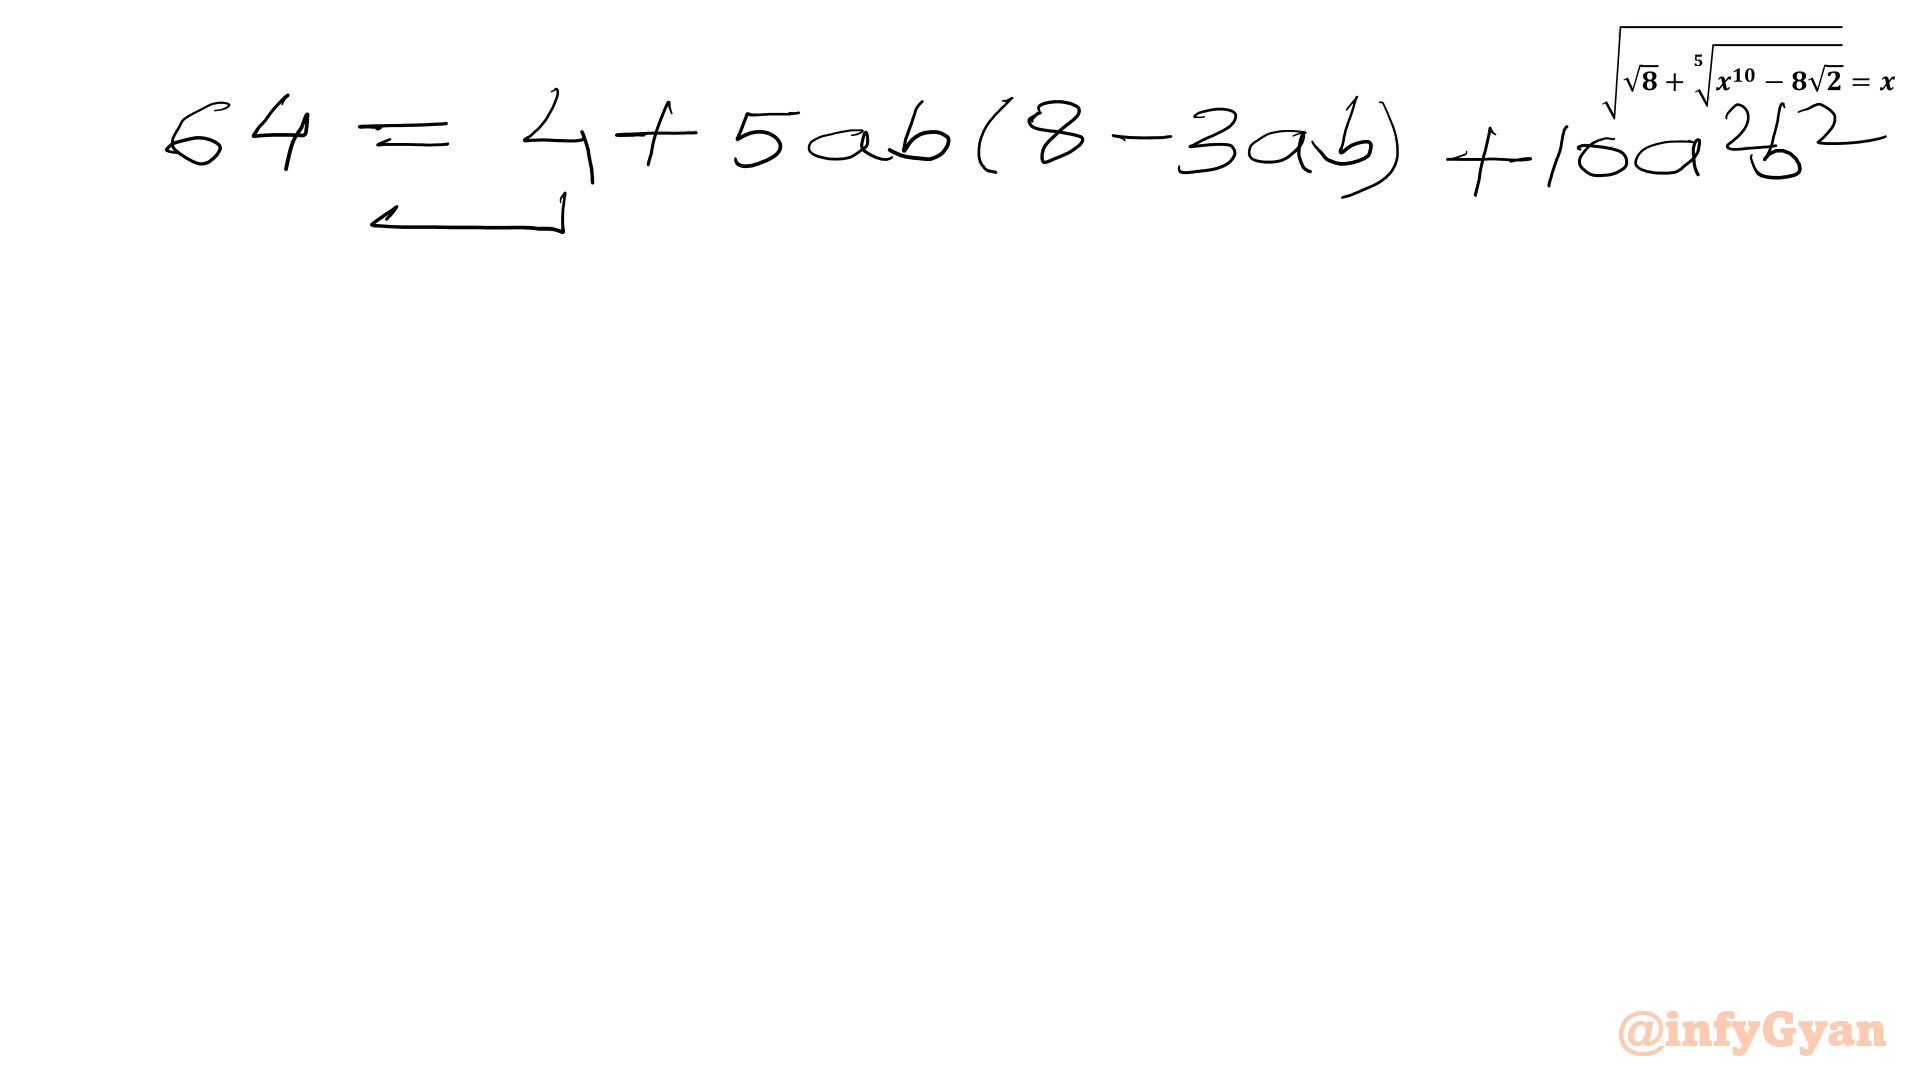 √(√8 + ⁵√(x¹⁰ − 8√2)) = x
64 = 4 + 5ab(8 − 3ab) + 10a²b²
@infyGyan